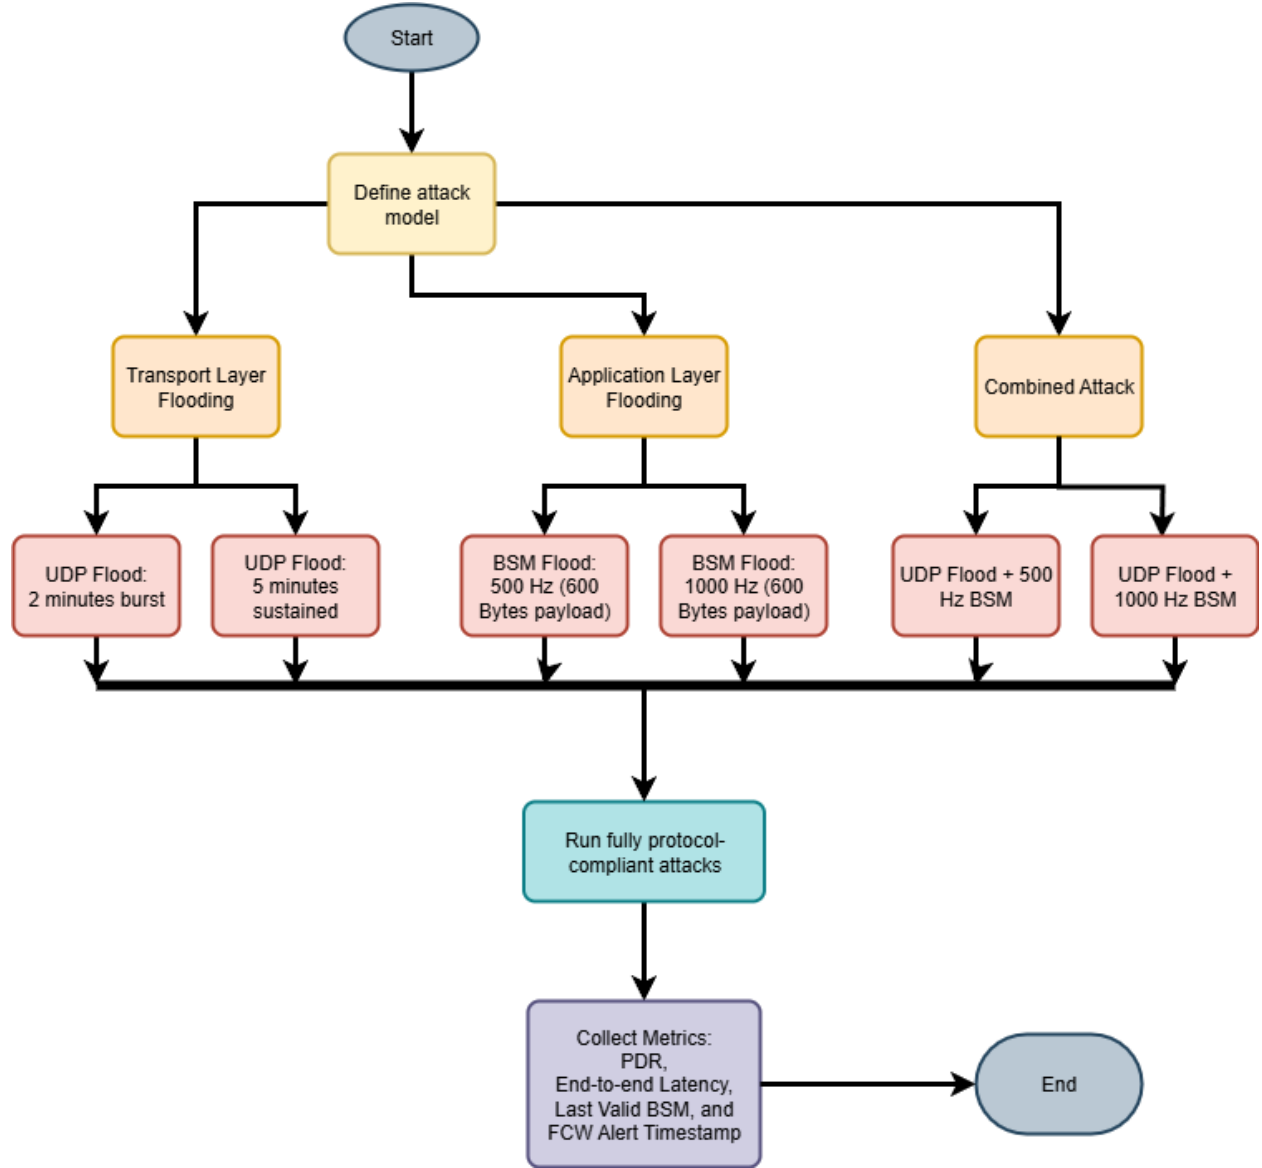 Start
Define attack
model
Transport Layer
Flooding
Application Layer
Flooding
Combined Attack
UDP Flood:
2 minutes burst
UDP Flood:
5 minutes
sustained
BSM Flood:
500 Hz (600
Bytes payload)
BSM Flood:
1000 Hz (600
Bytes payload)
UDP Flood + 500
Hz BSM
UDP Flood +
1000 Hz BSM
Run fully protocol-
compliant attacks
Collect Metrics:
PDR,
End-to-end Latency,
Last Valid BSM, and
FCW Alert Timestamp
End